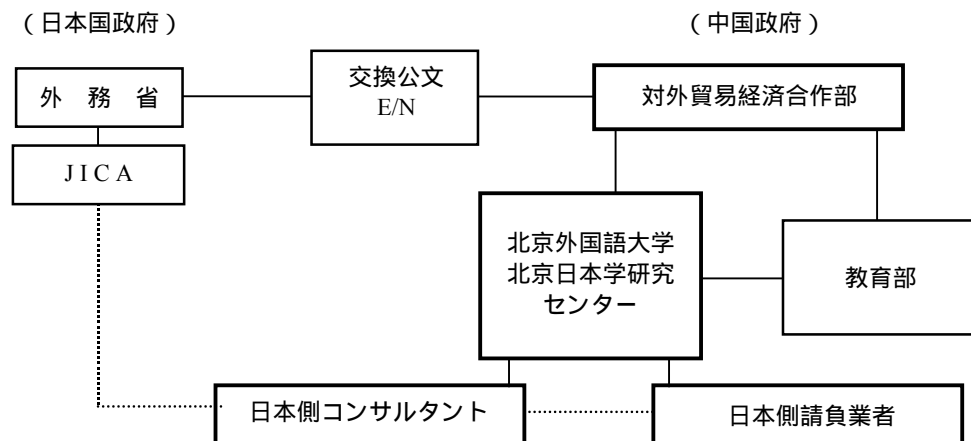 （日本国政府）
（中国政府）
外　務　省
交換公文
E/N
対外貿易経済合作部
J I C A
北京外国語大学
北京日本学研究
センター
教育部
日本側コンサルタント
日本側請負業者